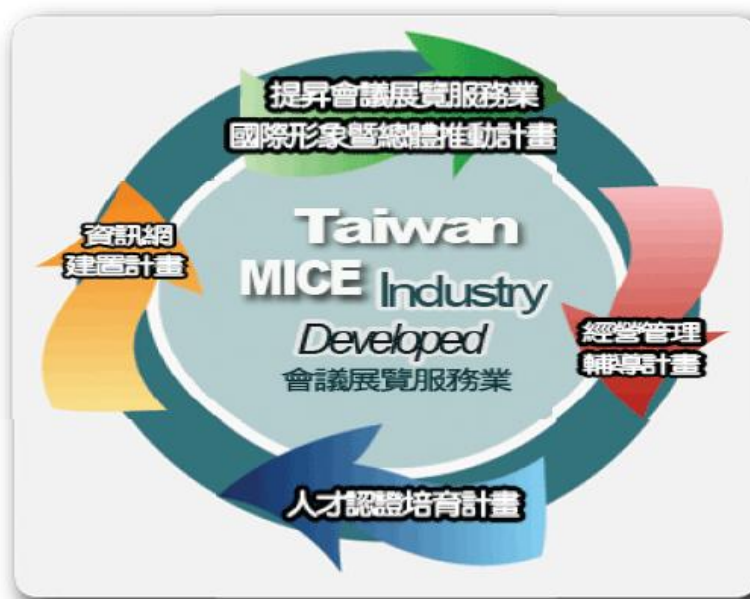 提昇會議展覽服務業
國際形象暨總體推動計畫
資訊網
建置計畫
Taiwan
MICE Industry
Developed
會議展覽服務業
經營管理
輔導計畫
人才認證培育計畫